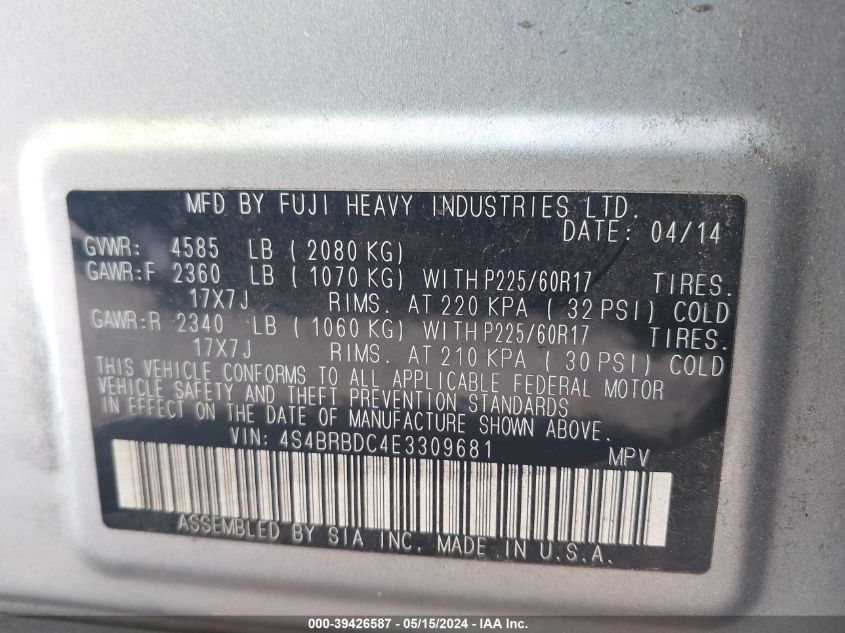 MFD BY FUJI HEAVY INDUSTRIES LTD.
DATE: 04/14
GVWR: 4585 LB ( 2080 KG)
GAWR:F 2360 LB ( 1070 KG) WITH P225/60R17 TIRES.
17X7J RIMS. AT 220 KPA ( 32 PSI) COLD
GAWR:R 2340 LB ( 1060 KG) WITH P225/60R17 TIRES.
17X7J RIMS. AT 210 KPA ( 30 PSI) COLD
THIS VEHICLE CONFORMS TO ALL APPLICABLE FEDERAL MOTOR
VEHICLE SAFETY AND THEFT PREVENTION STANDARDS
IN EFFECT ON THE DATE OF MANUFACTURE SHOWN ABOVE.
VIN: 4S4BRBDC4E3309681 MPV
ASSEMBLED BY SIA INC. MADE IN U.S.A.
000-39426587 - 05/15/2024 - IAA Inc.